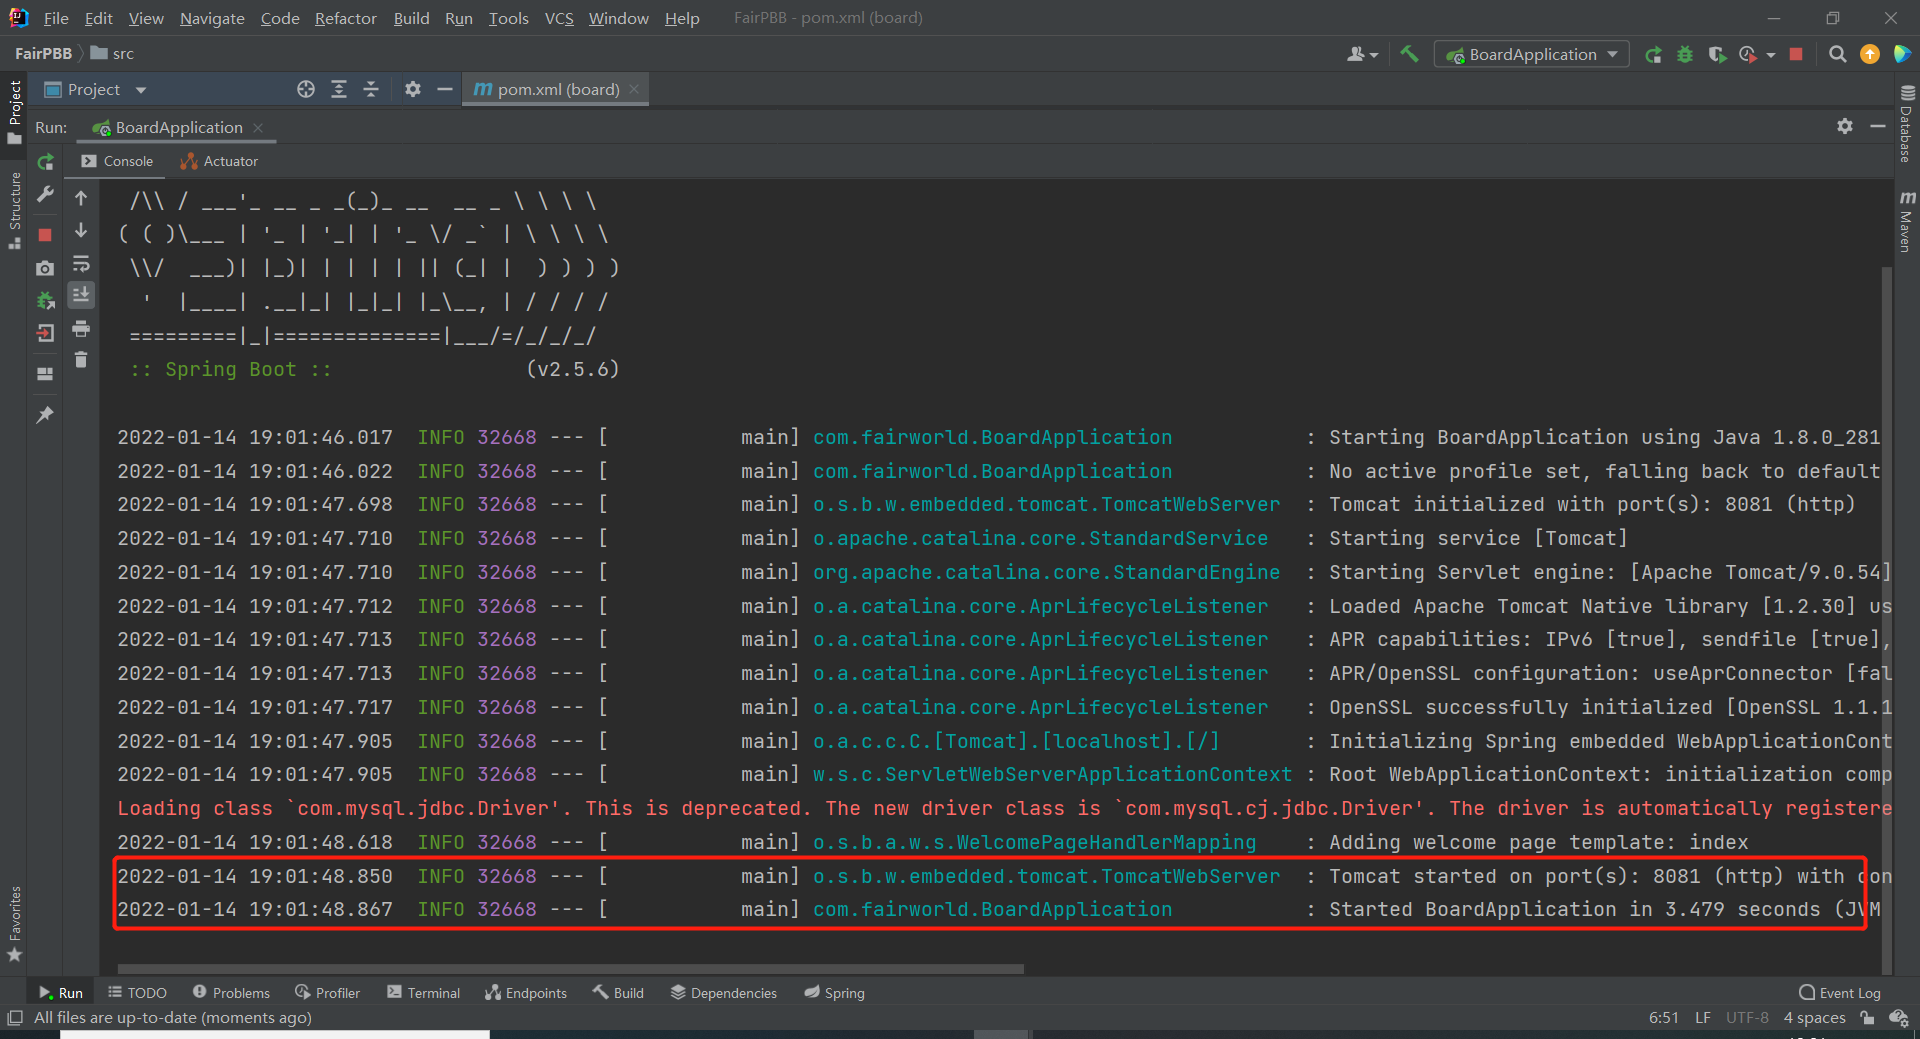 File Edit View Navigate Code Refactor Build Run Tools VCS Window Help FairPBB - pom.xml (board)
FairPBB src BoardApplication
Project pom.xml (board)
Run: BoardApplication
Console Actuator
 /\\ / ___'_ __ _ _(_)_ __  __ _ \ \ \ \
( ( )\___ | '_ | '_| | '_ \/ _` | \ \ \ \
 \\/  ___)| |_)| | | | | || (_| |  ) ) ) )
  '  |____| .__|_| |_|_| |_\__, | / / / /
 =========|_|==============|___/=/_/_/_/
 :: Spring Boot ::                (v2.5.6)
2022-01-14 19:01:46.017  INFO 32668 --- [           main] com.fairworld.BoardApplication           : Starting BoardApplication using Java 1.8.0_281
2022-01-14 19:01:46.022  INFO 32668 --- [           main] com.fairworld.BoardApplication           : No active profile set, falling back to default
2022-01-14 19:01:47.698  INFO 32668 --- [           main] o.s.b.w.embedded.tomcat.TomcatWebServer  : Tomcat initialized with port(s): 8081 (http)
2022-01-14 19:01:47.710  INFO 32668 --- [           main] o.apache.catalina.core.StandardService   : Starting service [Tomcat]
2022-01-14 19:01:47.710  INFO 32668 --- [           main] org.apache.catalina.core.StandardEngine  : Starting Servlet engine: [Apache Tomcat/9.0.54]
2022-01-14 19:01:47.712  INFO 32668 --- [           main] o.a.catalina.core.AprLifecycleListener   : Loaded Apache Tomcat Native library [1.2.30] us
2022-01-14 19:01:47.713  INFO 32668 --- [           main] o.a.catalina.core.AprLifecycleListener   : APR capabilities: IPv6 [true], sendfile [true],
2022-01-14 19:01:47.713  INFO 32668 --- [           main] o.a.catalina.core.AprLifecycleListener   : APR/OpenSSL configuration: useAprConnector [fal
2022-01-14 19:01:47.717  INFO 32668 --- [           main] o.a.catalina.core.AprLifecycleListener   : OpenSSL successfully initialized [OpenSSL 1.1.1
2022-01-14 19:01:47.905  INFO 32668 --- [           main] o.a.c.c.C.[Tomcat].[localhost].[/]       : Initializing Spring embedded WebApplicationCont
2022-01-14 19:01:47.905  INFO 32668 --- [           main] w.s.c.ServletWebServerApplicationContext : Root WebApplicationContext: initialization comp
Loading class `com.mysql.jdbc.Driver'. This is deprecated. The new driver class is `com.mysql.cj.jdbc.Driver'. The driver is automatically registere
2022-01-14 19:01:48.618  INFO 32668 --- [           main] o.s.b.a.w.s.WelcomePageHandlerMapping    : Adding welcome page template: index
2022-01-14 19:01:48.850  INFO 32668 --- [           main] o.s.b.w.embedded.tomcat.TomcatWebServer  : Tomcat started on port(s): 8081 (http) with con
2022-01-14 19:01:48.867  INFO 32668 --- [           main] com.fairworld.BoardApplication           : Started BoardApplication in 3.479 seconds (JVM
Project
Structure
Favorites
Database
Maven
Run TODO Problems Profiler Terminal Endpoints Build Dependencies Spring Event Log
All files are up-to-date (moments ago) 6:51 LF UTF-8 4 spaces